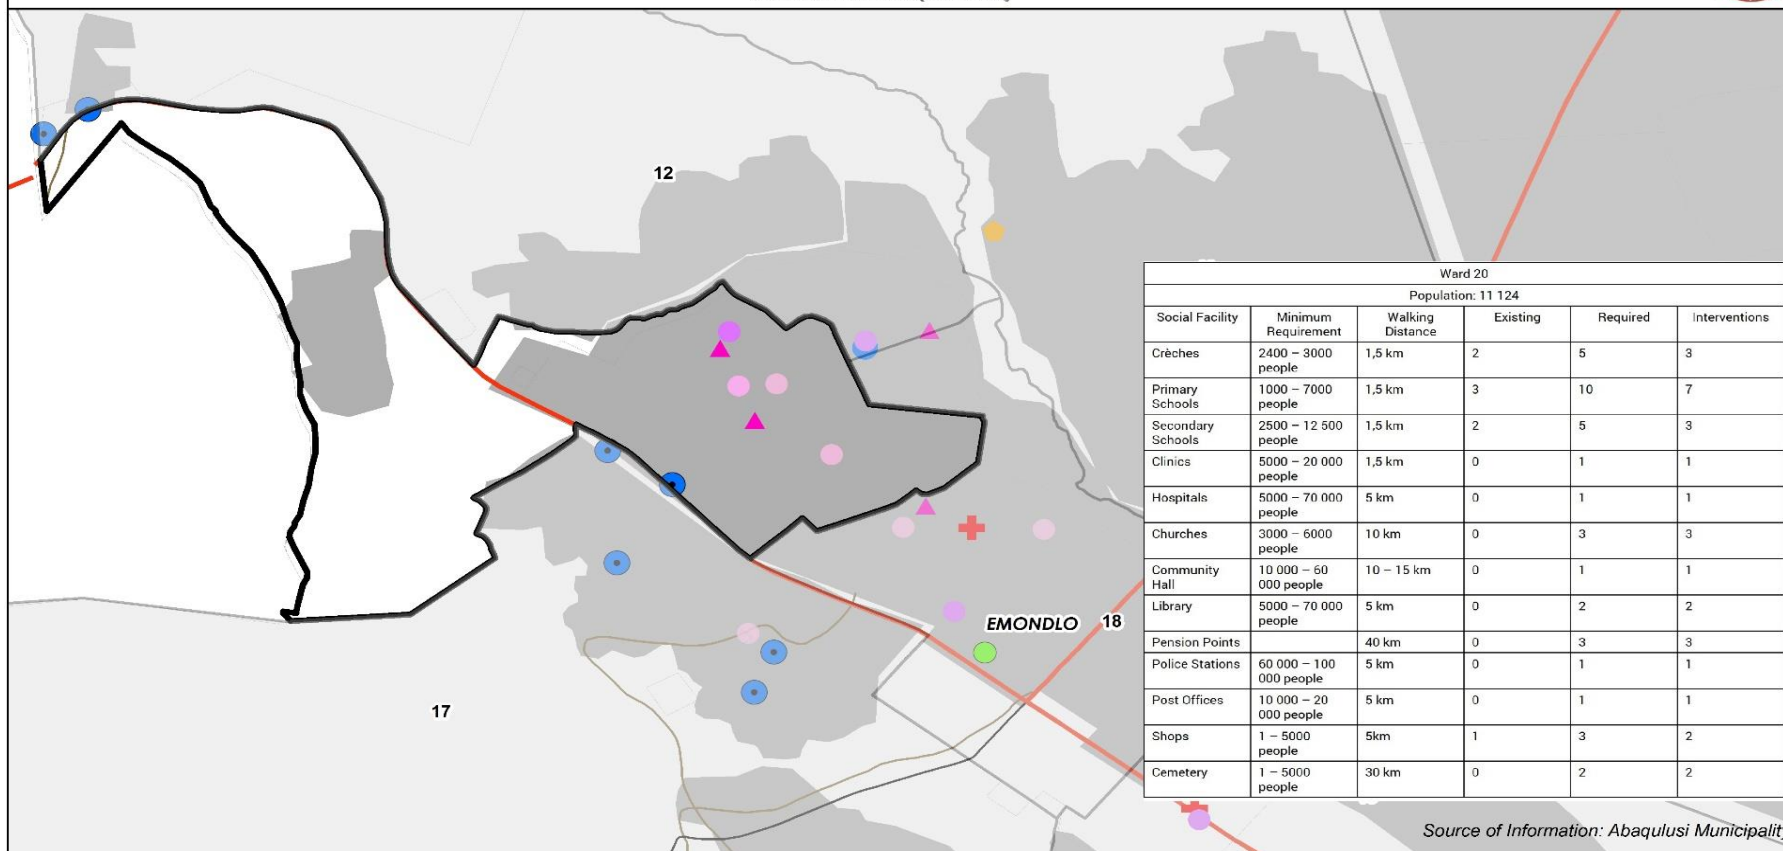 12
Ward 20
Population: 11 124
Social Facility
Minimum
Requirement
Walking
Distance
Existing
Required
Interventions
Crèches
2400 – 3000
people
1,5 km
2
5
3
Primary
Schools
1000 – 7000
people
1,5 km
3
10
7
Secondary
Schools
2500 – 12 500
people
1,5 km
2
5
3
Clinics
5000 – 20 000
people
1,5 km
0
1
1
Hospitals
5000 – 70 000
people
5 km
0
1
1
Churches
3000 – 6000
people
10 km
0
3
3
Community
Hall
10 000 – 60
000 people
10 – 15 km
0
1
1
Library
5000 – 70 000
people
5 km
0
2
2
Pension Points
40 km
0
3
3
Police Stations
60 000 – 100
000 people
5 km
0
1
1
Post Offices
10 000 – 20
000 people
5 km
0
1
1
Shops
1 – 5000
people
5km
1
3
2
Cemetery
1 – 5000
people
30 km
0
2
2
EMONDLO
18
17
Source of Information: Abaqulusi Municipality